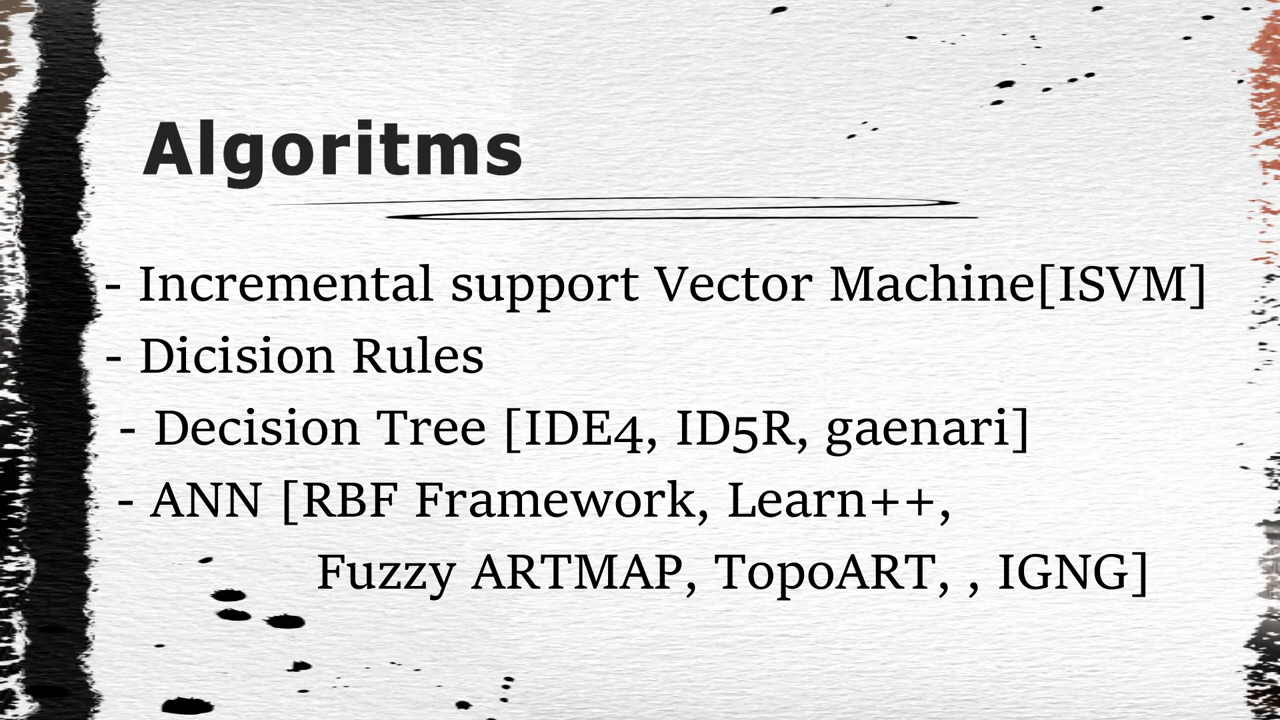 Algoritms
- Incremental support Vector Machine[ISVM]
- Dicision Rules
- Decision Tree [IDE4, ID5R, gaenari]
- ANN [RBF Framework, Learn++,
Fuzzy ARTMAP, TopoART, , IGNG]